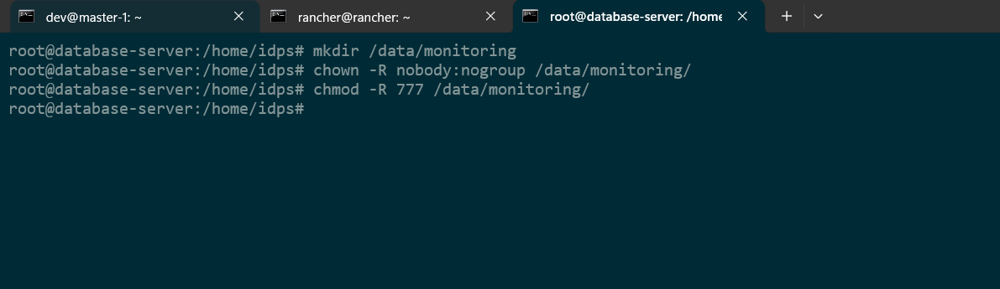 dev@master-1: ~
rancher@rancher: ~
root@database-server: /home
root@database-server:/home/idps# mkdir /data/monitoring
root@database-server:/home/idps# chown -R nobody:nogroup /data/monitoring/
root@database-server:/home/idps# chmod -R 777 /data/monitoring/
root@database-server:/home/idps#